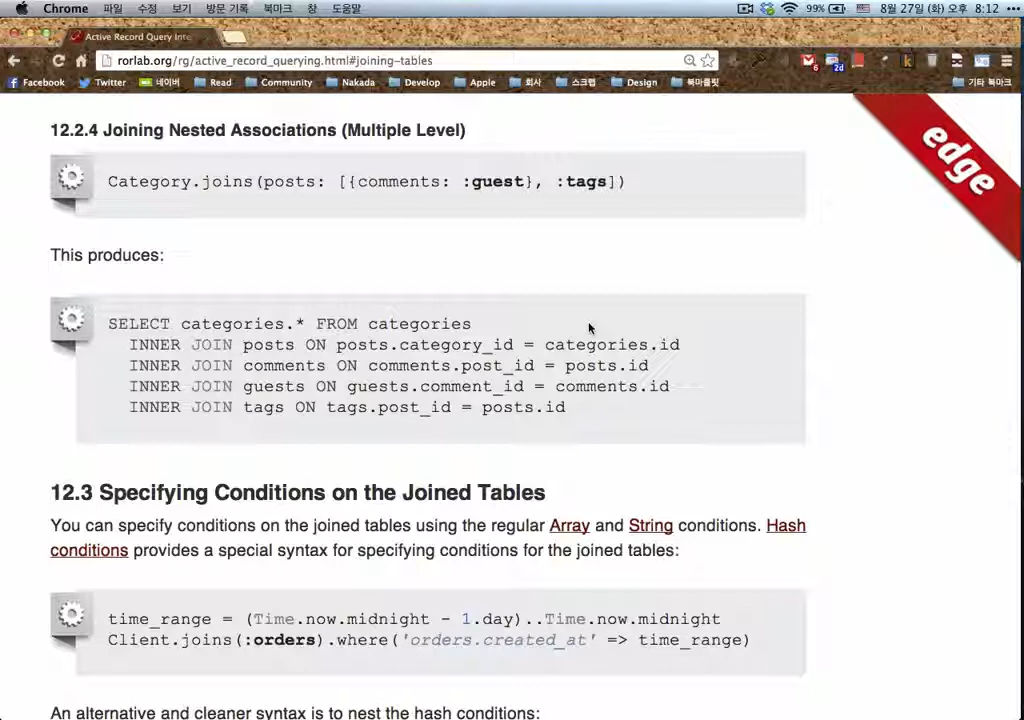 Chrome 파일 수정 보기 방문 기록 북마크 창 도움말 99% 8월 27일 (화) 오후 8:12
Active Record Query Inte
rorlab.org/rg/active_record_querying.html#joining-tables
6 2d k
Facebook Twitter 네이버 Read Community Nakada Develop Apple 회사 스크랩 Design 북마클릿 기타 북마크
edge
12.2.4 Joining Nested Associations (Multiple Level)
Category.joins(posts: [{comments: :guest}, :tags])
This produces:
SELECT categories.* FROM categories
INNER JOIN posts ON posts.category_id = categories.id
INNER JOIN comments ON comments.post_id = posts.id
INNER JOIN guests ON guests.comment_id = comments.id
INNER JOIN tags ON tags.post_id = posts.id
12.3 Specifying Conditions on the Joined Tables
You can specify conditions on the joined tables using the regular Array and String conditions. Hash
conditions provides a special syntax for specifying conditions for the joined tables:
time_range = (Time.now.midnight - 1.day)..Time.now.midnight
Client.joins(:orders).where('orders.created_at' => time_range)
An alternative and cleaner syntax is to nest the hash conditions: